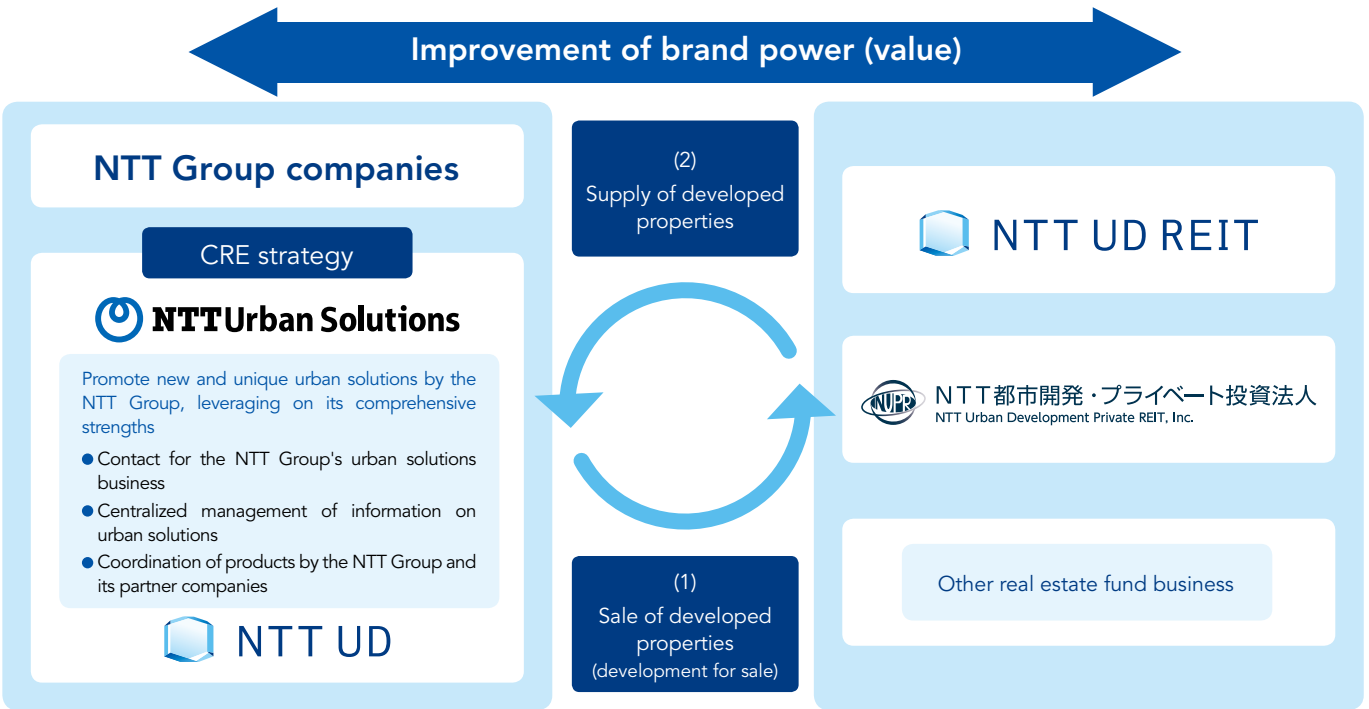 Improvement of brand power (value)
NTT Group companies
CRE strategy
NTT Urban Solutions
Promote new and unique urban solutions by the
NTT Group, leveraging on its comprehensive
strengths
● Contact for the NTT Group's urban solutions
business
● Centralized management of information on
urban solutions
● Coordination of products by the NTT Group and
its partner companies
NTT UD
(2)
Supply of developed
properties
(1)
Sale of developed
properties
(development for sale)
NTT UD REIT
NUPR
NTT都市開発・プライベート投資法人
NTT Urban Development Private REIT, Inc.
Other real estate fund business